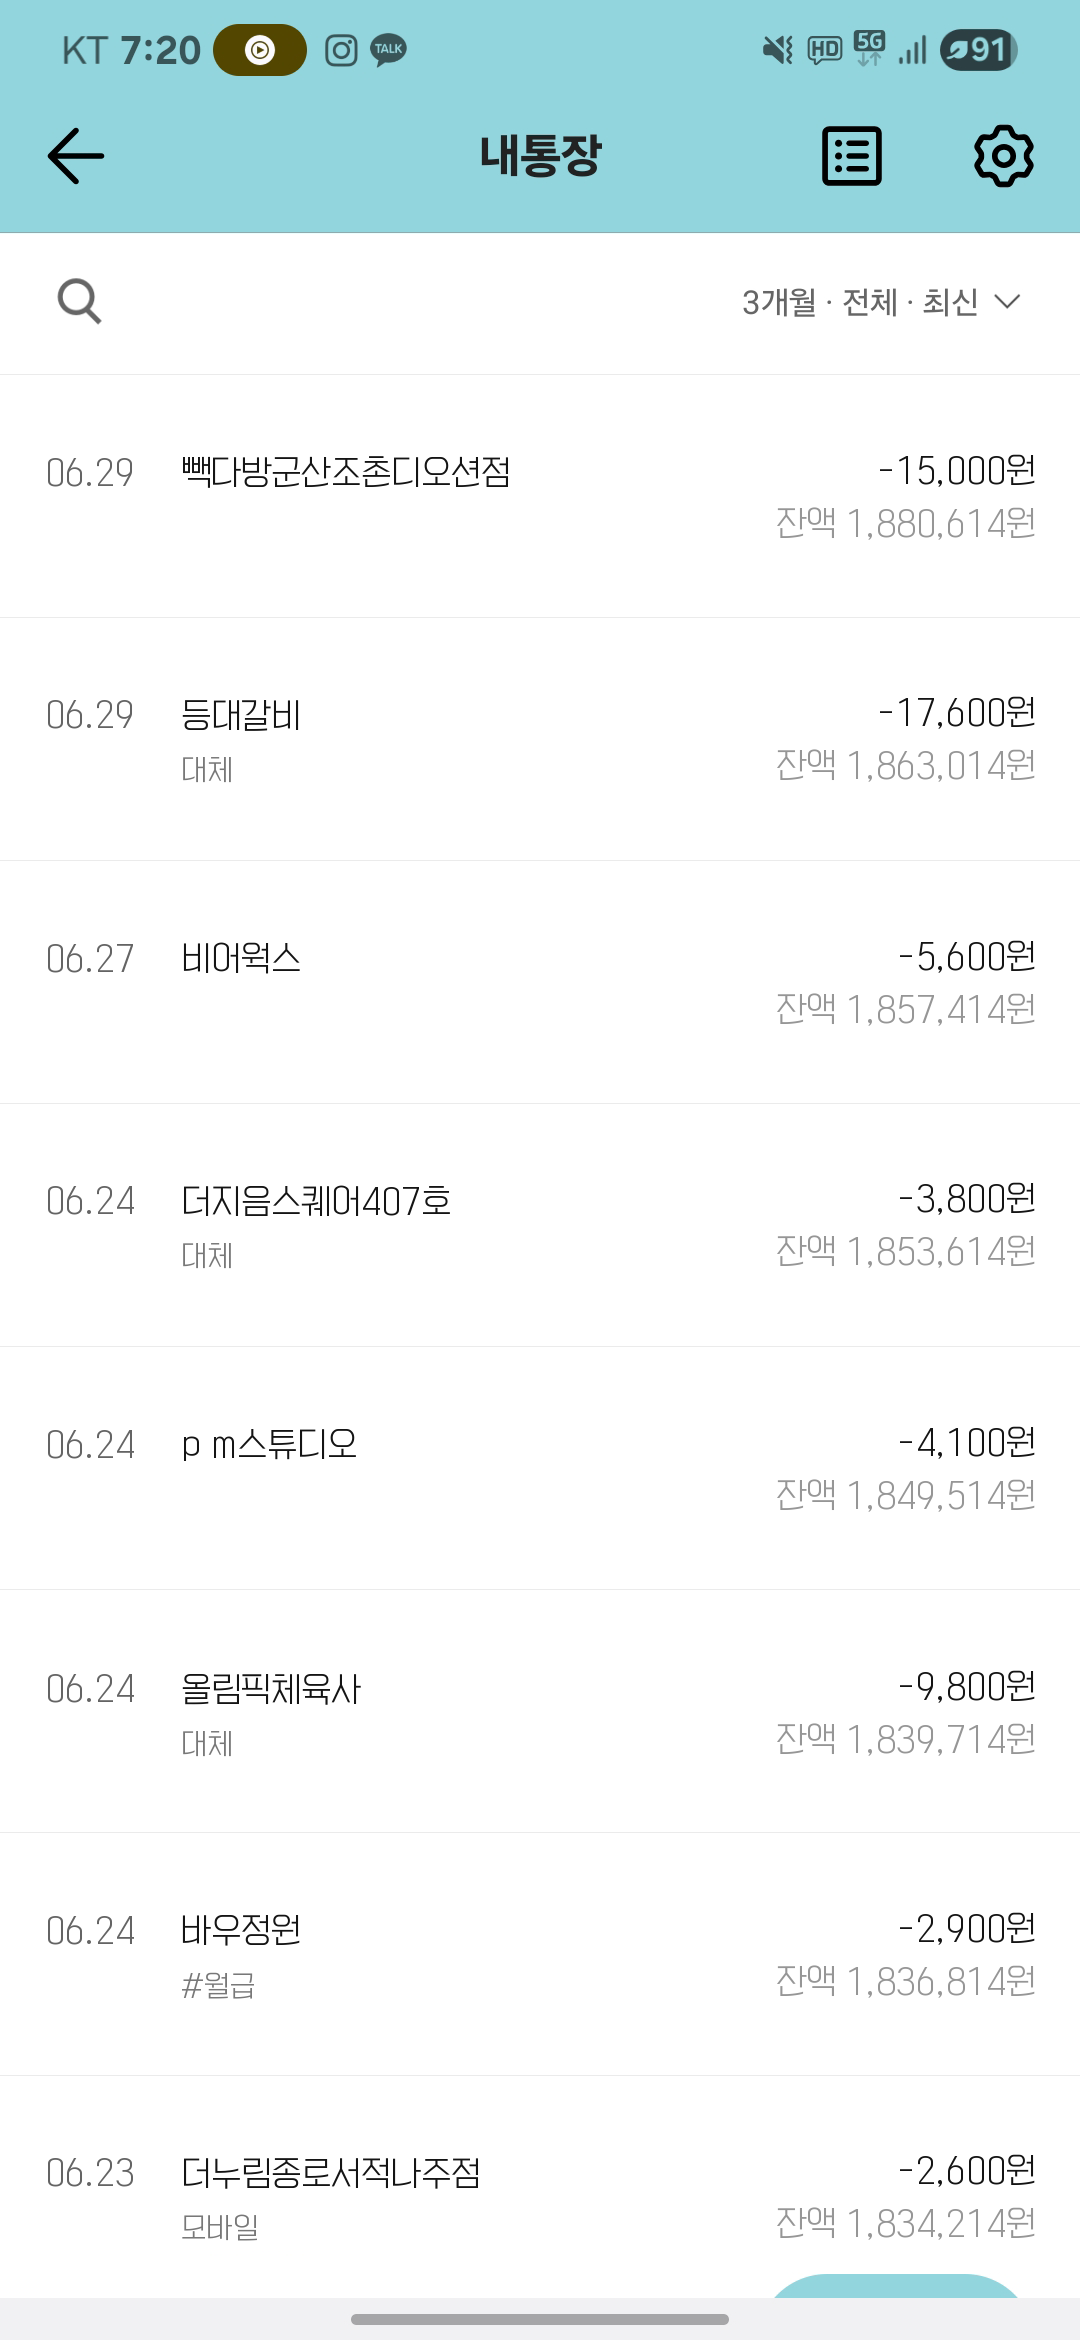 KT 7:20 TALK HD 5G 91
내통장
3개월 · 전체 · 최신
06.29 빽다방군산조촌디오션점 -15,000원
잔액 1,880,614원
06.29 등대갈비 -17,600원
대체 잔액 1,863,014원
06.27 비어웍스 -5,600원
잔액 1,857,414원
06.24 더지음스퀘어407호 -3,800원
대체 잔액 1,853,614원
06.24 p m스튜디오 -4,100원
잔액 1,849,514원
06.24 올림픽체육사 -9,800원
대체 잔액 1,839,714원
06.24 바우정원 -2,900원
#월급 잔액 1,836,814원
06.23 더누림종로서적나주점 -2,600원
모바일 잔액 1,834,214원